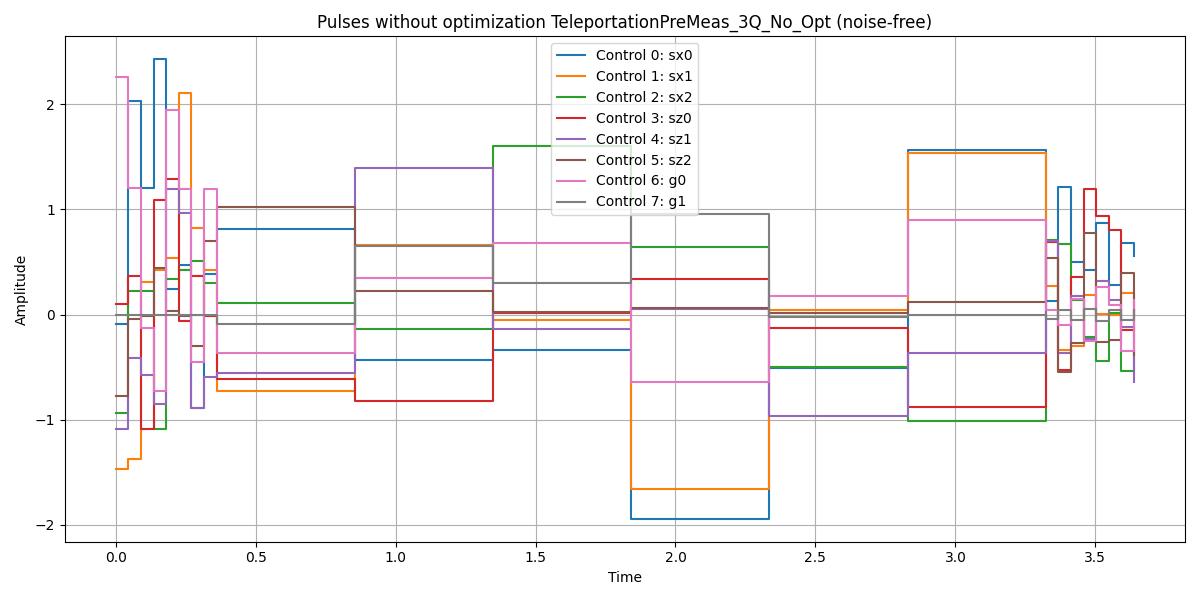 Pulses without optimization TeleportationPreMeas_3Q_No_Opt (noise-free)
Control 0: sx0
Control 1: sx1
Control 2: sx2
Control 3: sz0
Control 4: sz1
Control 5: sz2
Control 6: g0
Control 7: g1
Amplitude
2
1
0
−1
−2
0.0
0.5
1.0
1.5
2.0
2.5
3.0
3.5
Time